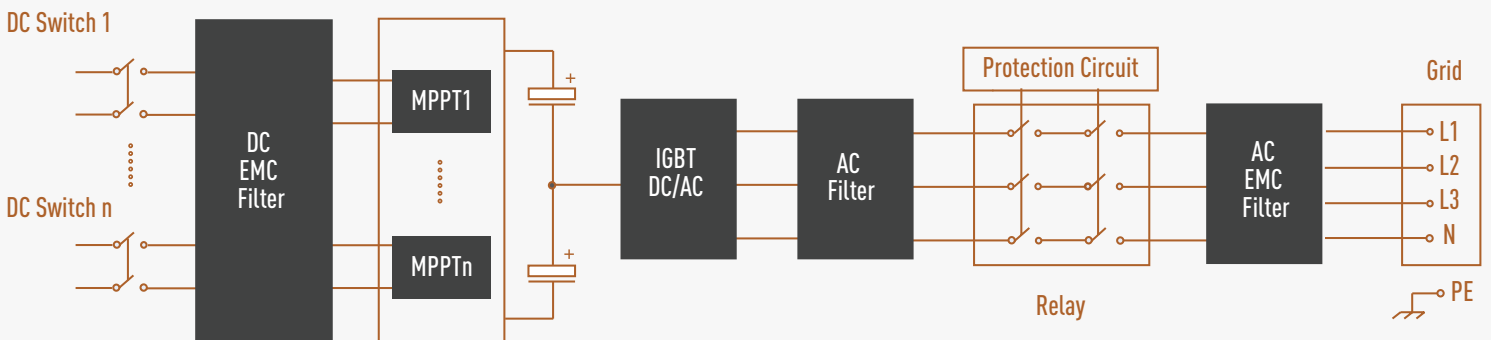 DC Switch 1
DC Switch n
DC
EMC
Filter
MPPT1
MPPTn
+
+
IGBT
DC/AC
AC
Filter
Protection Circuit
Relay
AC
EMC
Filter
Grid
L1
L2
L3
N
PE